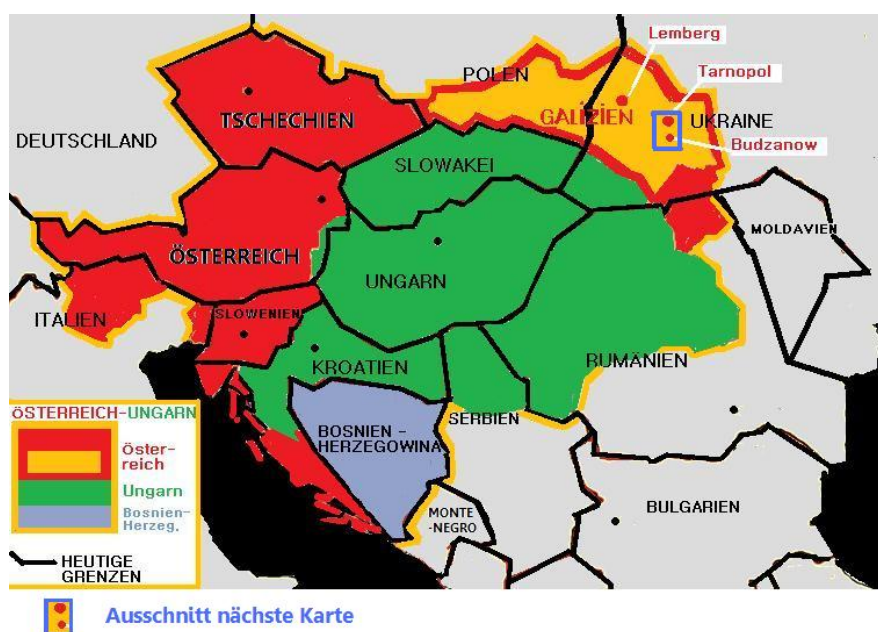 Lemberg
POLEN
Tarnopol
TSCHECHIEN
GALIZIEN
UKRAINE
DEUTSCHLAND
Budzanow
SLOWAKEI
MOLDAVIEN
ÖSTERREICH
UNGARN
ITALIEN
SLOWENIEN
KROATIEN
RUMÄNIEN
ÖSTERREICH-UNGARN
SERBIEN
BOSNIEN -
HERZEGOWINA
Öster-
reich
Ungarn
Bosnien-
Herzeg.
MONTE
-NEGRO
BULGARIEN
HEUTIGE
GRENZEN
Ausschnitt nächste Karte